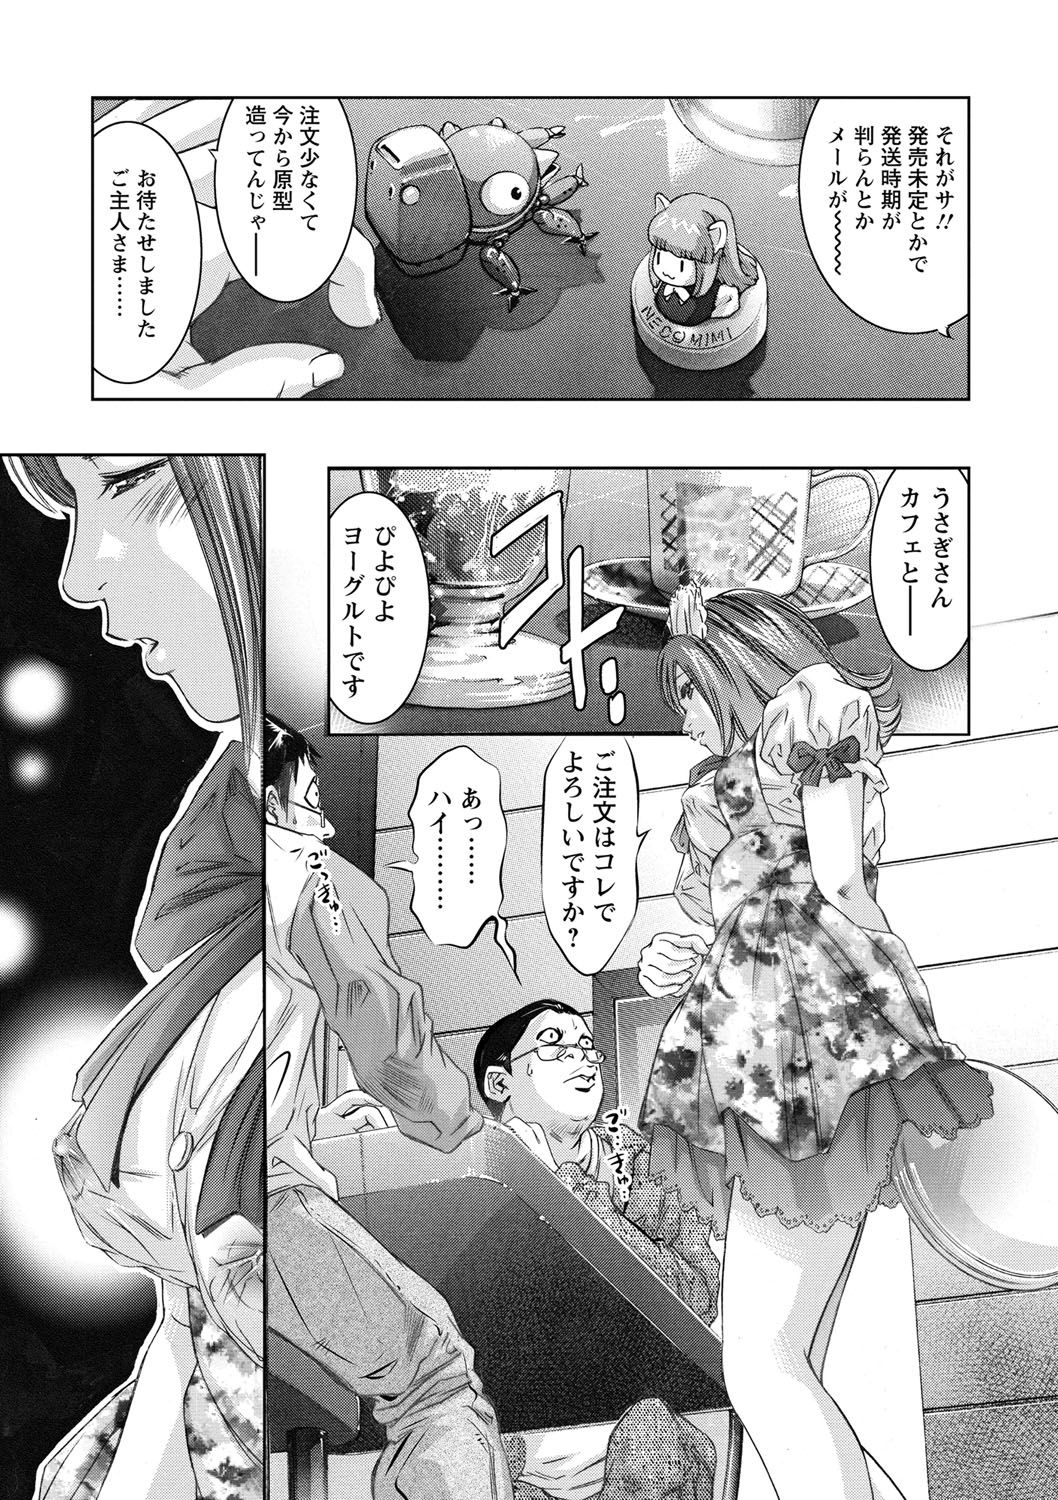 それがサ!!
発売未定とかで
発送時期が
判らんとか
メールが〜〜〜〜
注文少なくて
今から原型
造ってんじゃ――
お待たせしました
ご主人さま……
NECOMIMI
うさぎさん
カフェと――
ぴよぴよ
ヨーグルトです
クオ!!
ご注文はコレで
よろしいですか?
あっ……
ハイ………
ごっきゅ…
ご…きゅ…